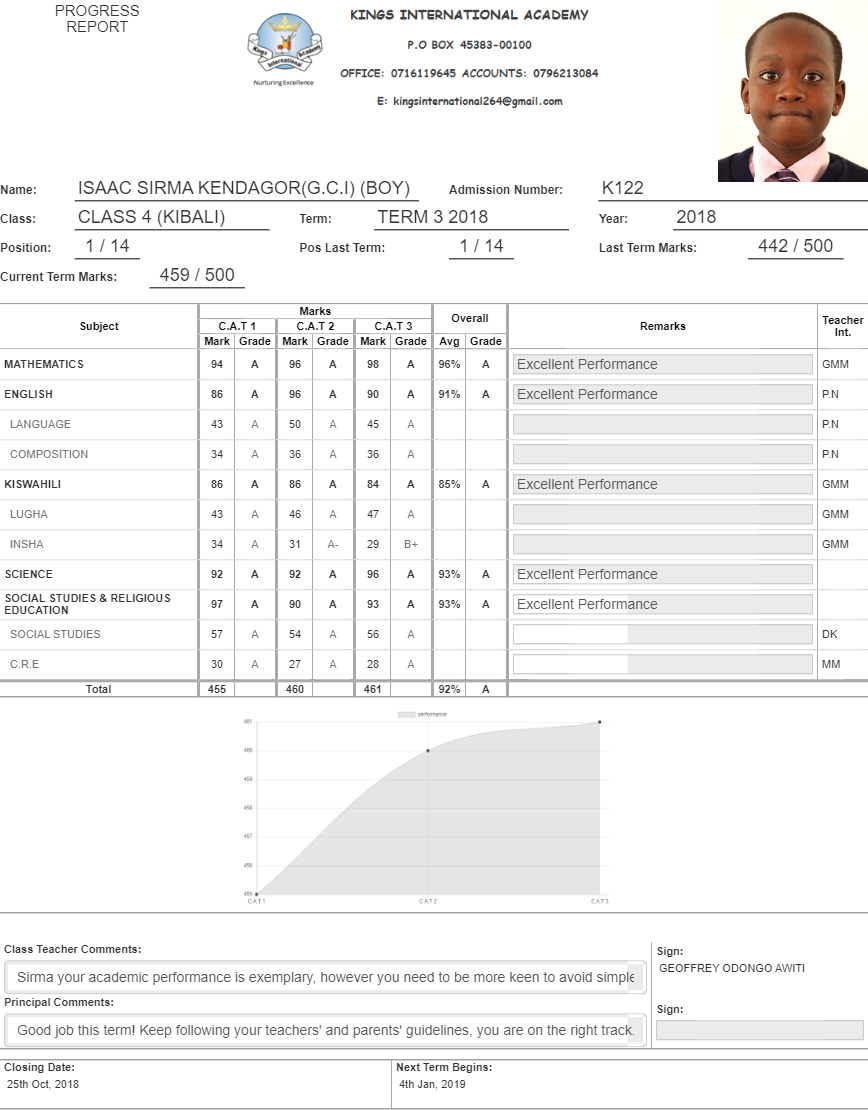 PROGRESS
REPORT
Kings International Academy
Nurturing Excellence
KINGS INTERNATIONAL ACADEMY
P.O BOX 45383-00100
OFFICE: 0716119645 ACCOUNTS: 0796213084
E: kingsinternational264@gmail.com
Name: ISAAC SIRMA KENDAGOR(G.C.I) (BOY) Admission Number: K122
Class: CLASS 4 (KIBALI) Term: TERM 3 2018 Year: 2018
Position: 1 / 14 Pos Last Term: 1 / 14 Last Term Marks: 442 / 500
Current Term Marks: 459 / 500
Subject Marks Overall Remarks Teacher Int.
C.A.T 1 C.A.T 2 C.A.T 3
Mark Grade Mark Grade Mark Grade Avg Grade
MATHEMATICS 94 A 96 A 98 A 96% A Excellent Performance GMM
ENGLISH 86 A 96 A 90 A 91% A Excellent Performance P.N
LANGUAGE 43 A 50 A 45 A P.N
COMPOSITION 34 A 36 A 36 A P.N
KISWAHILI 86 A 86 A 84 A 85% A Excellent Performance GMM
LUGHA 43 A 46 A 47 A GMM
INSHA 34 A 31 A- 29 B+ GMM
SCIENCE 92 A 92 A 96 A 93% A Excellent Performance
SOCIAL STUDIES & RELIGIOUS
EDUCATION 97 A 90 A 93 A 93% A Excellent Performance
SOCIAL STUDIES 57 A 54 A 56 A DK
C.R.E 30 A 27 A 28 A MM
Total 455 460 461 92% A
performance
461
460
459
458
457
456
455
CAT1 CAT2 CAT3
Class Teacher Comments:
Sirma your academic performance is exemplary, however you need to be more keen to avoid simple
Sign:
GEOFFREY ODONGO AWITI
Principal Comments:
Good job this term! Keep following your teachers' and parents' guidelines, you are on the right track.
Sign:
Closing Date: Next Term Begins:
25th Oct, 2018 4th Jan, 2019